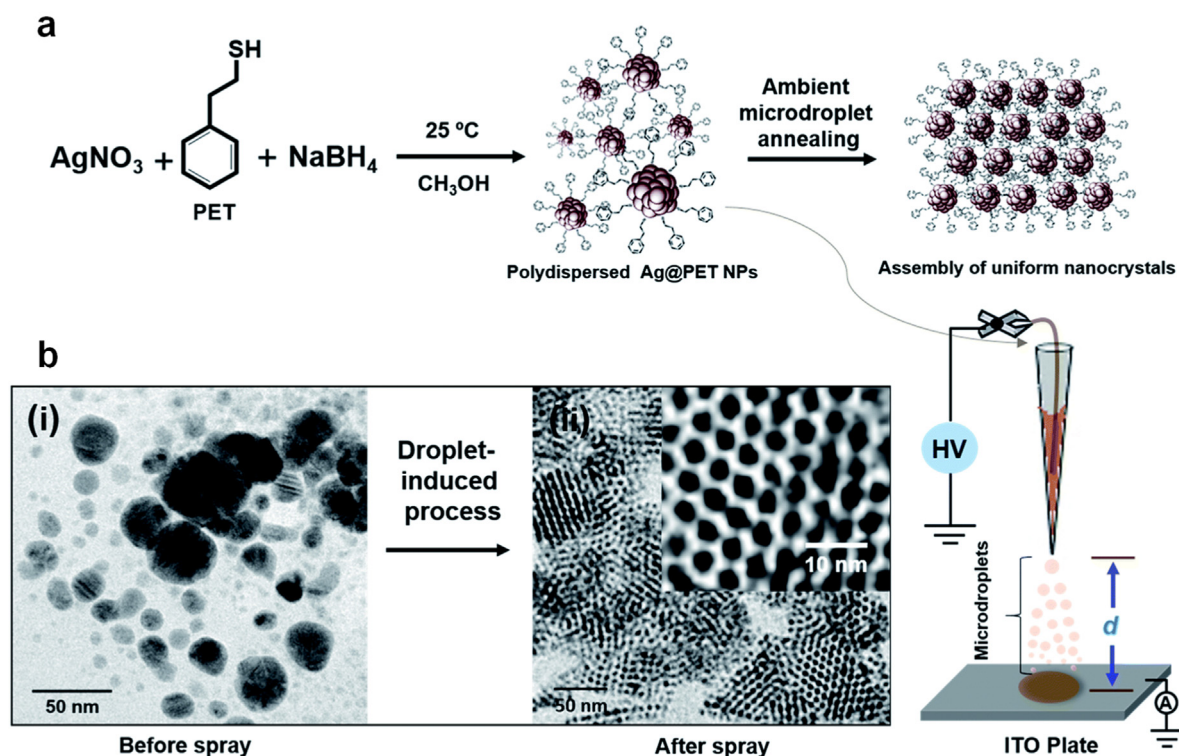 a
SH
AgNO3 + + NaBH4
PET
25 ºC
CH3OH
Polydispersed Ag@PET NPs
Ambient
microdroplet
annealing
Assembly of uniform nanocrystals
b
(i)
50 nm
Before spray
Droplet-
induced
process
(ii)
10 nm
50 nm
After spray
HV
Microdroplets
d
A
ITO Plate